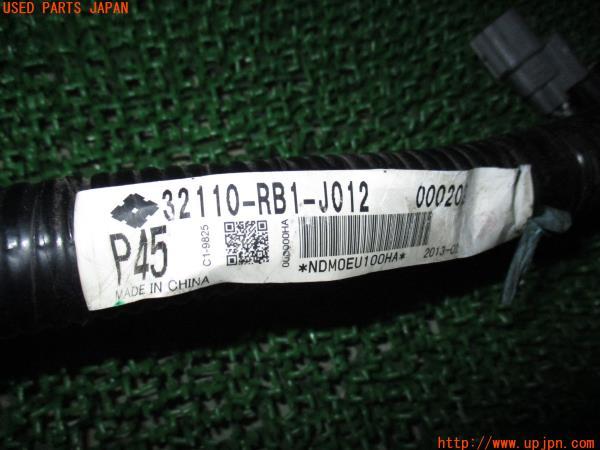 USED PARTS JAPAN
32110-RB1-J012
P45
C1-9825
MADE IN CHINA
*NDM0EU100HA*
http://www.upjpn.com